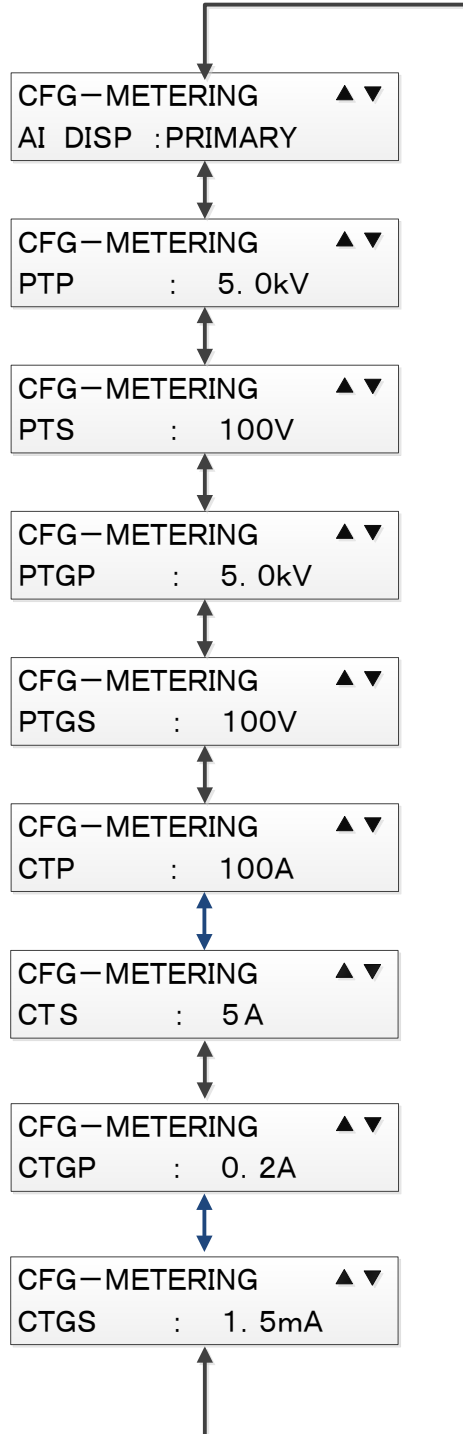 CFG−METERING ▲ ▼
AI DISP :PRIMARY
CFG−METERING ▲ ▼
PTP : 5. 0kV
CFG−METERING ▲ ▼
PTS : 100V
CFG−METERING ▲ ▼
PTGP : 5. 0kV
CFG−METERING ▲ ▼
PTGS : 100V
CFG−METERING ▲ ▼
CTP : 100A
CFG−METERING ▲ ▼
CTS : 5A
CFG−METERING ▲ ▼
CTGP : 0. 2A
CFG−METERING ▲ ▼
CTGS : 1. 5mA